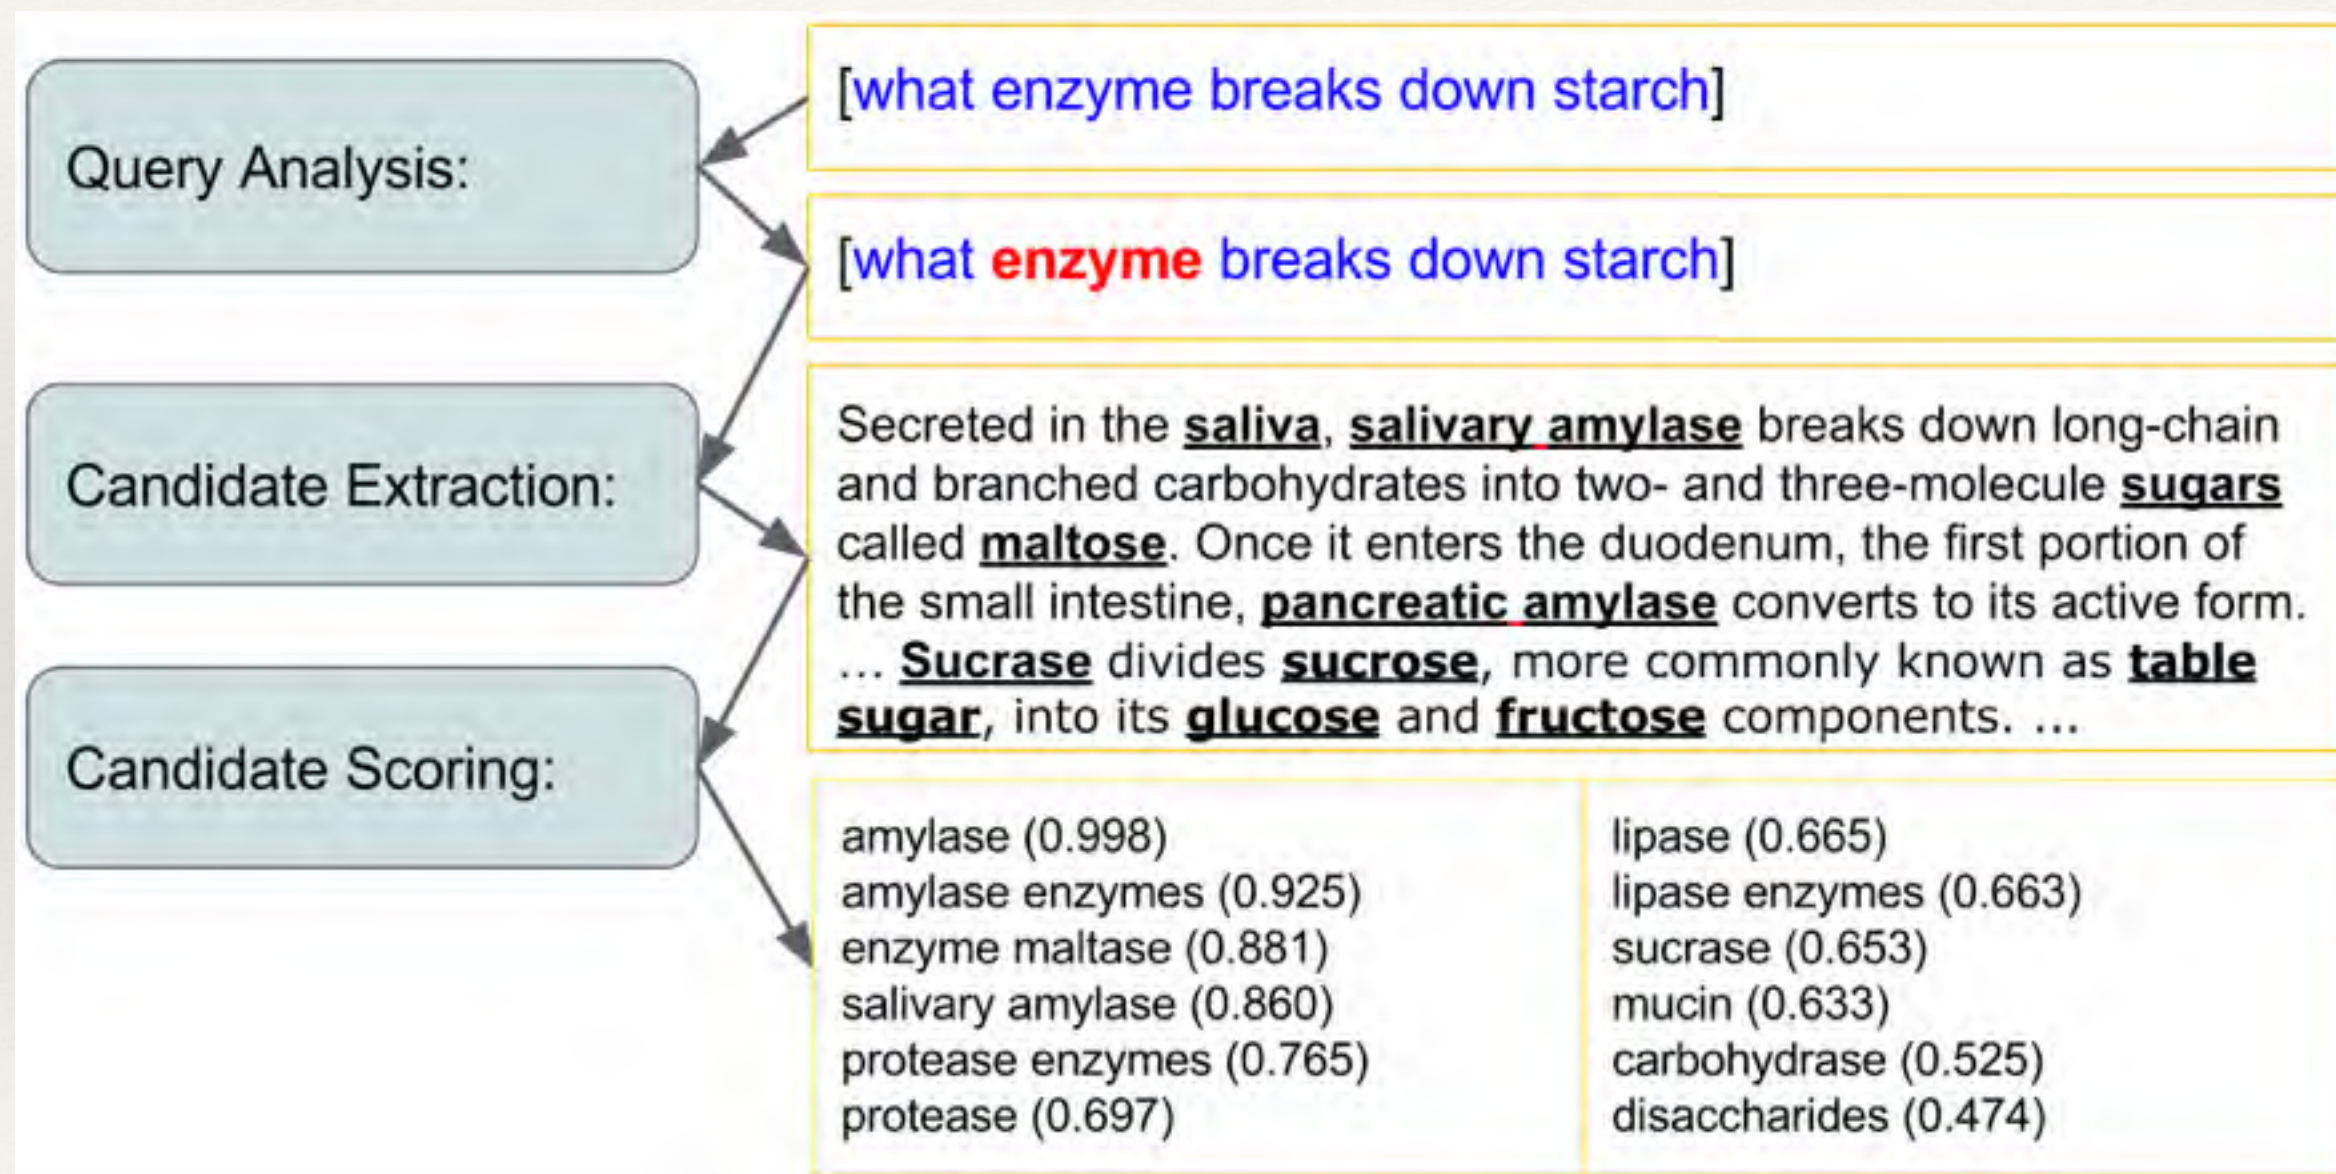 Query Analysis:
[what enzyme breaks down starch]
[what enzyme breaks down starch]
Candidate Extraction:
Secreted in the saliva, salivary amylase breaks down long-chain
and branched carbohydrates into two- and three-molecule sugars
called maltose. Once it enters the duodenum, the first portion of
the small intestine, pancreatic amylase converts to its active form.
... Sucrase divides sucrose, more commonly known as table
sugar, into its glucose and fructose components. ...
Candidate Scoring:
amylase (0.998)
amylase enzymes (0.925)
enzyme maltase (0.881)
salivary amylase (0.860)
protease enzymes (0.765)
protease (0.697)
lipase (0.665)
lipase enzymes (0.663)
sucrase (0.653)
mucin (0.633)
carbohydrase (0.525)
disaccharides (0.474)